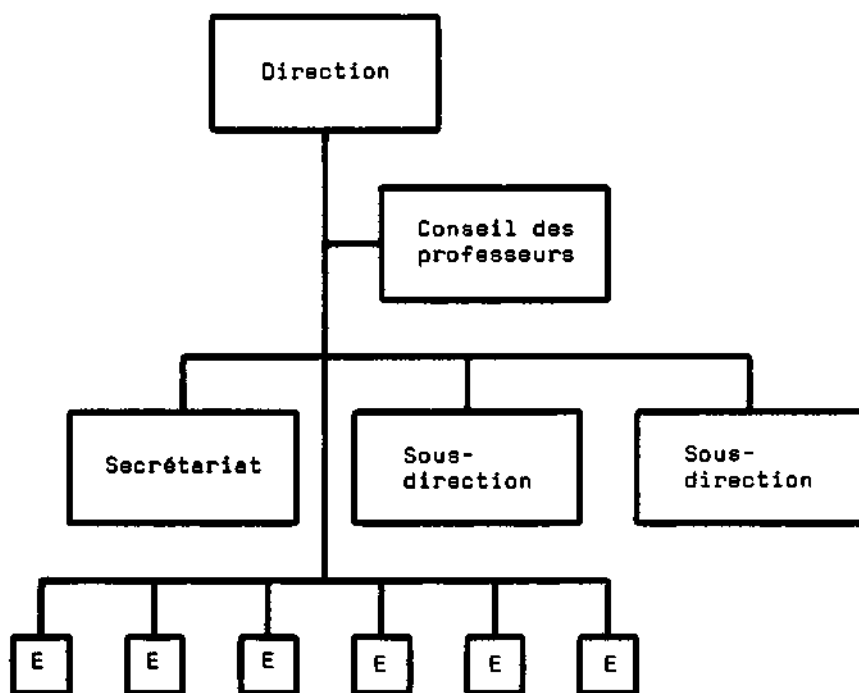 Direction
Conseil des
professeurs
Secrétariat
Sous-
direction
Sous-
direction
E
E
E
E
E
E